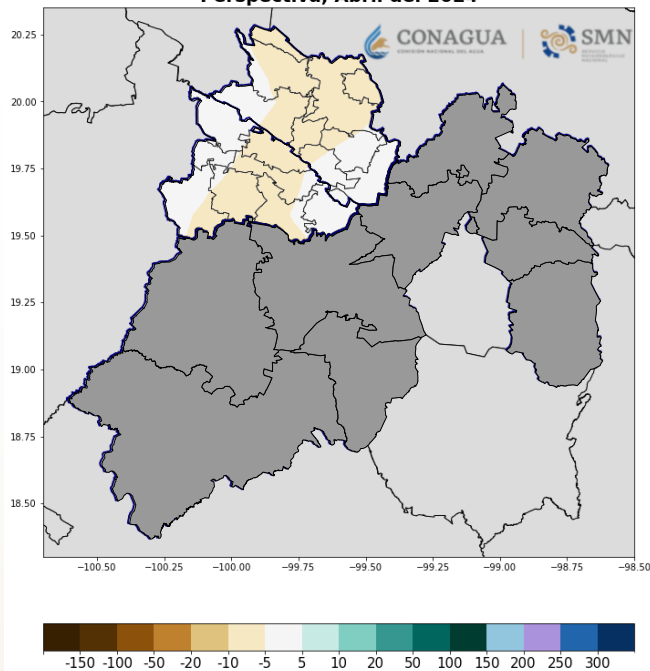 Perspectiva, Abril del 2024
CONAGUA
COMISIÓN NACIONAL DEL AGUA
SMN
SERVICIO
METEOROLÓGICO
NACIONAL
20.25
20.00
19.75
19.50
19.25
19.00
18.75
18.50
−100.50 −100.25 −100.00 −99.75 −99.50 −99.25 −99.00 −98.75 −98.50
-150 -100 -50 -20 -10 -5 5 10 20 50 100 150 200 250 300